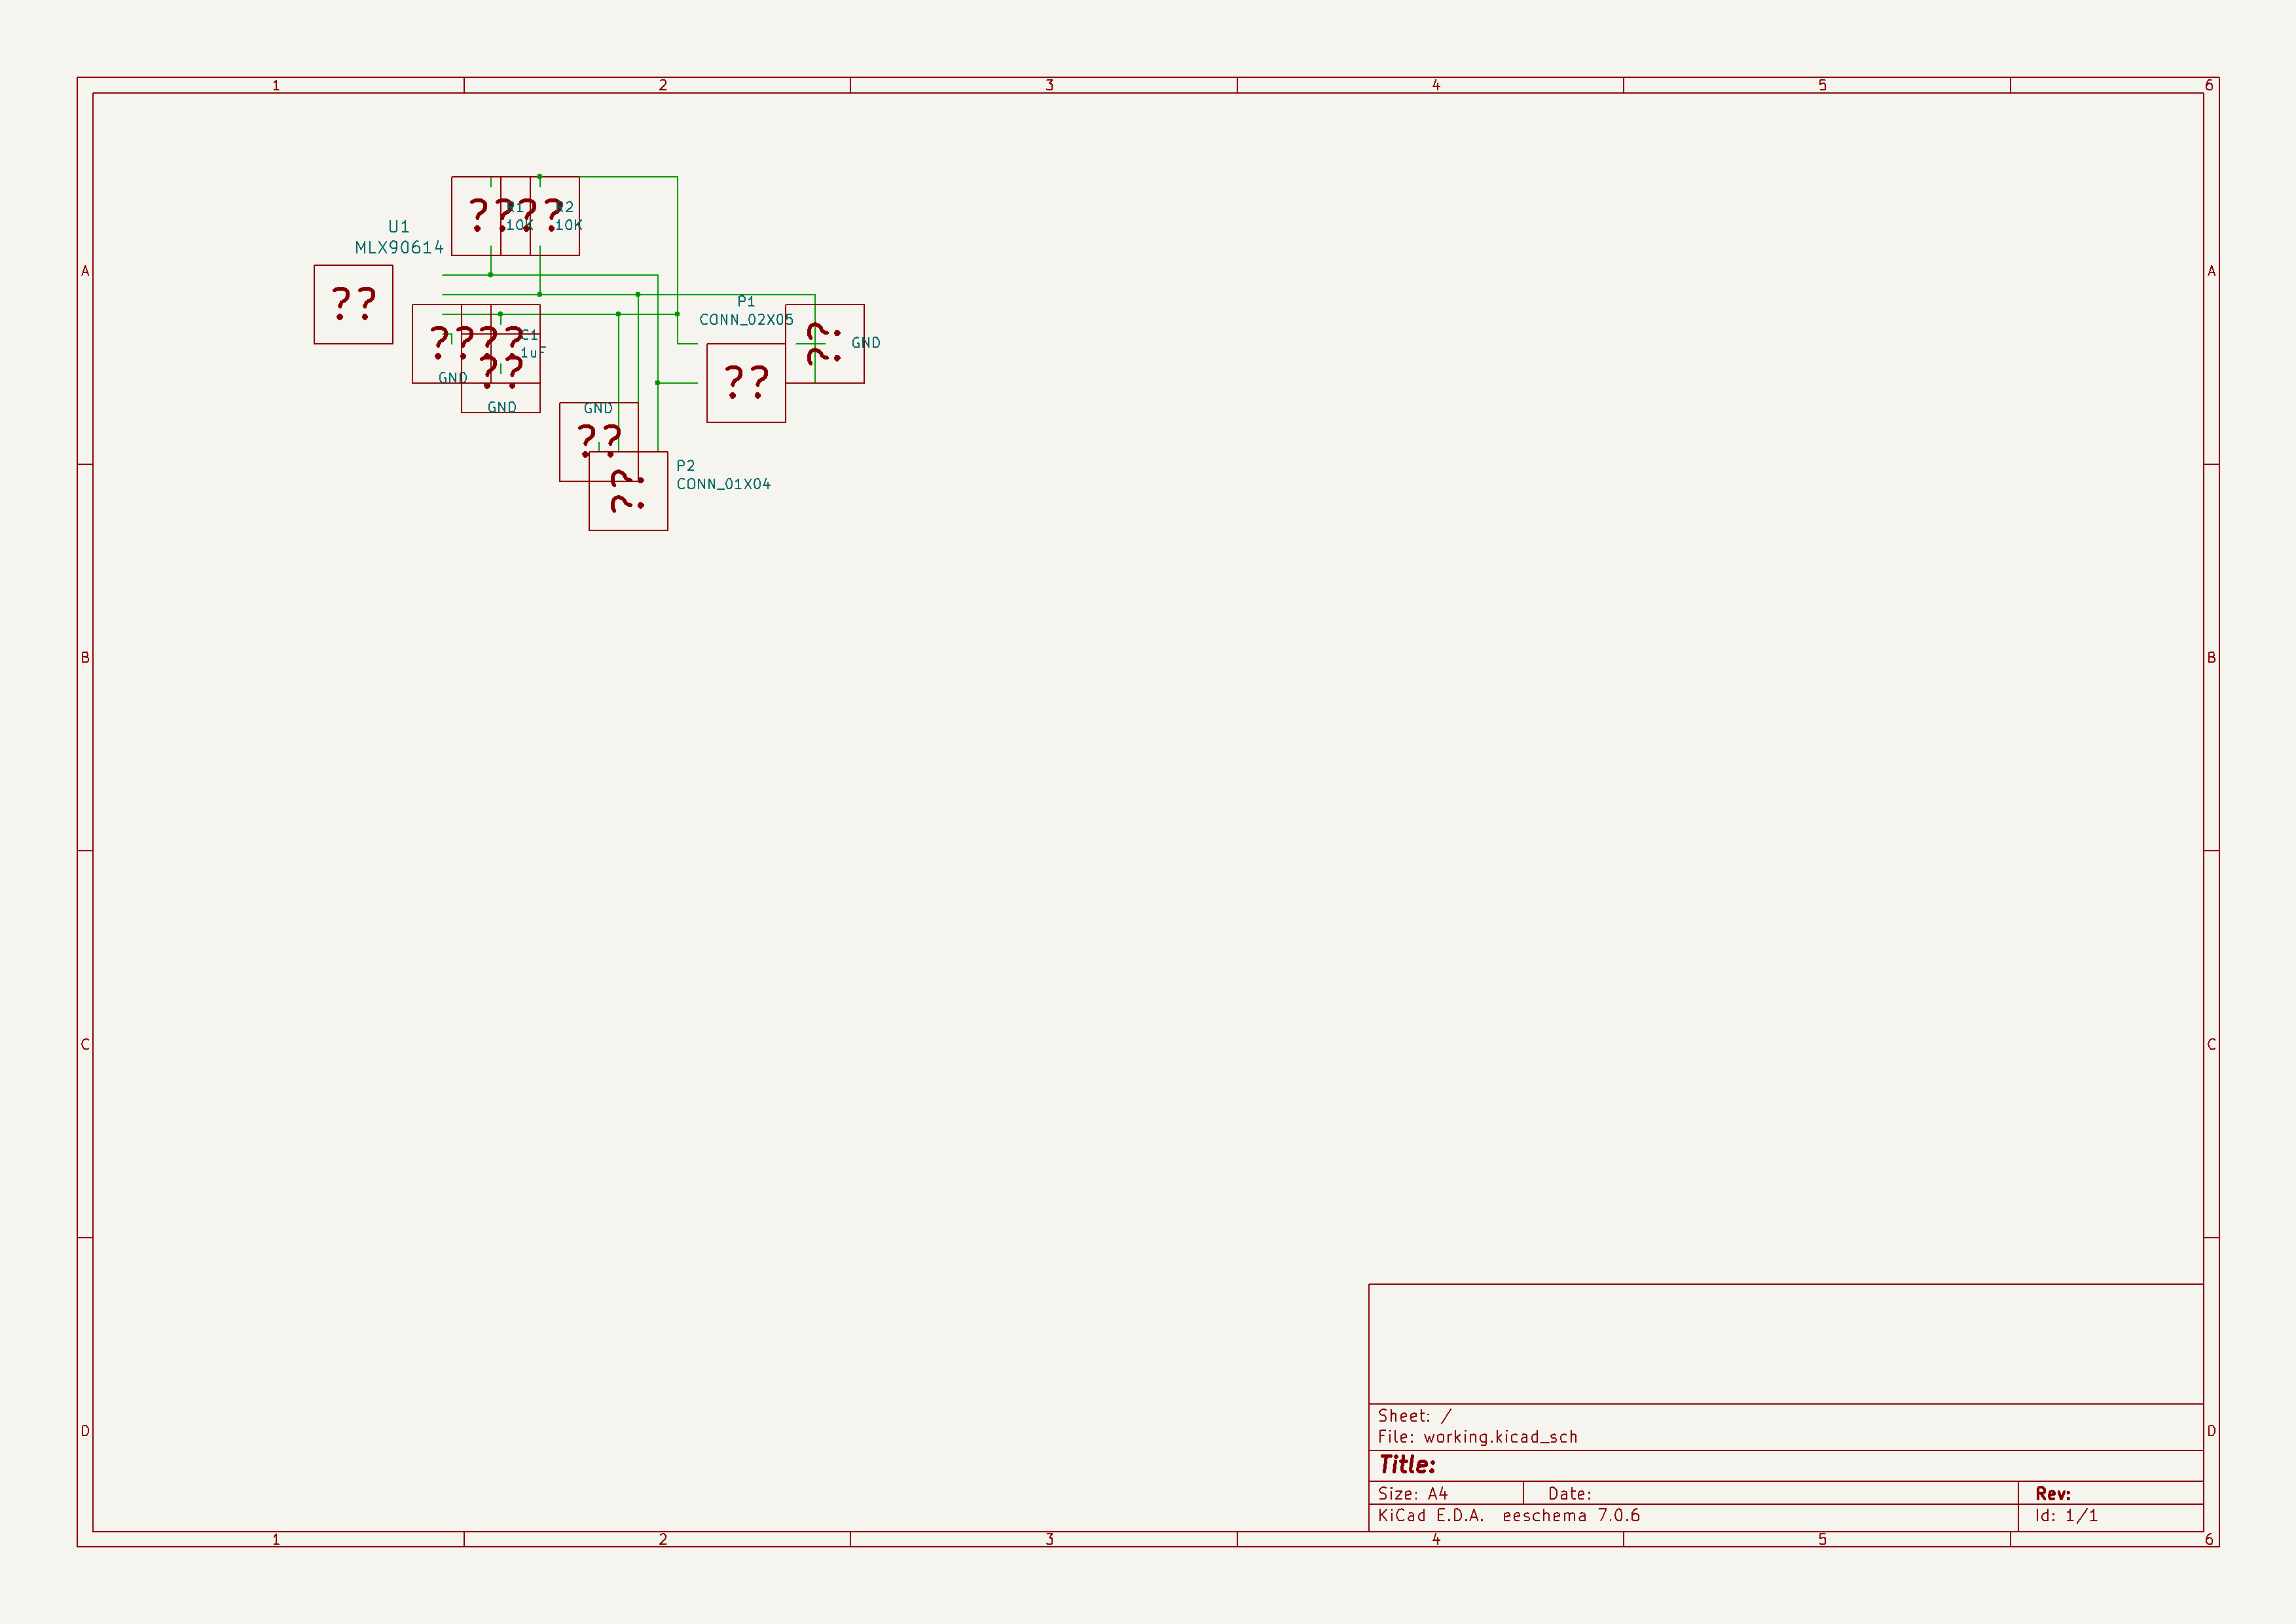 1 2 3 4 5 6
??
R1
10K
??
R2
10K
U1
MLX90614
A
A
??
P1
CONN_02X05
??
GND
??
C1
??
GND
??
GND
??
GND
??
P2
CONN_01X04
??
B
B
C
C
Sheet: /
File: working.kicad_sch
D
D
Title:
Size: A4
Date:
Rev:
KiCad E.D.A. eeschema 7.0.6
Id: 1/1
1 2 3 4 5 6